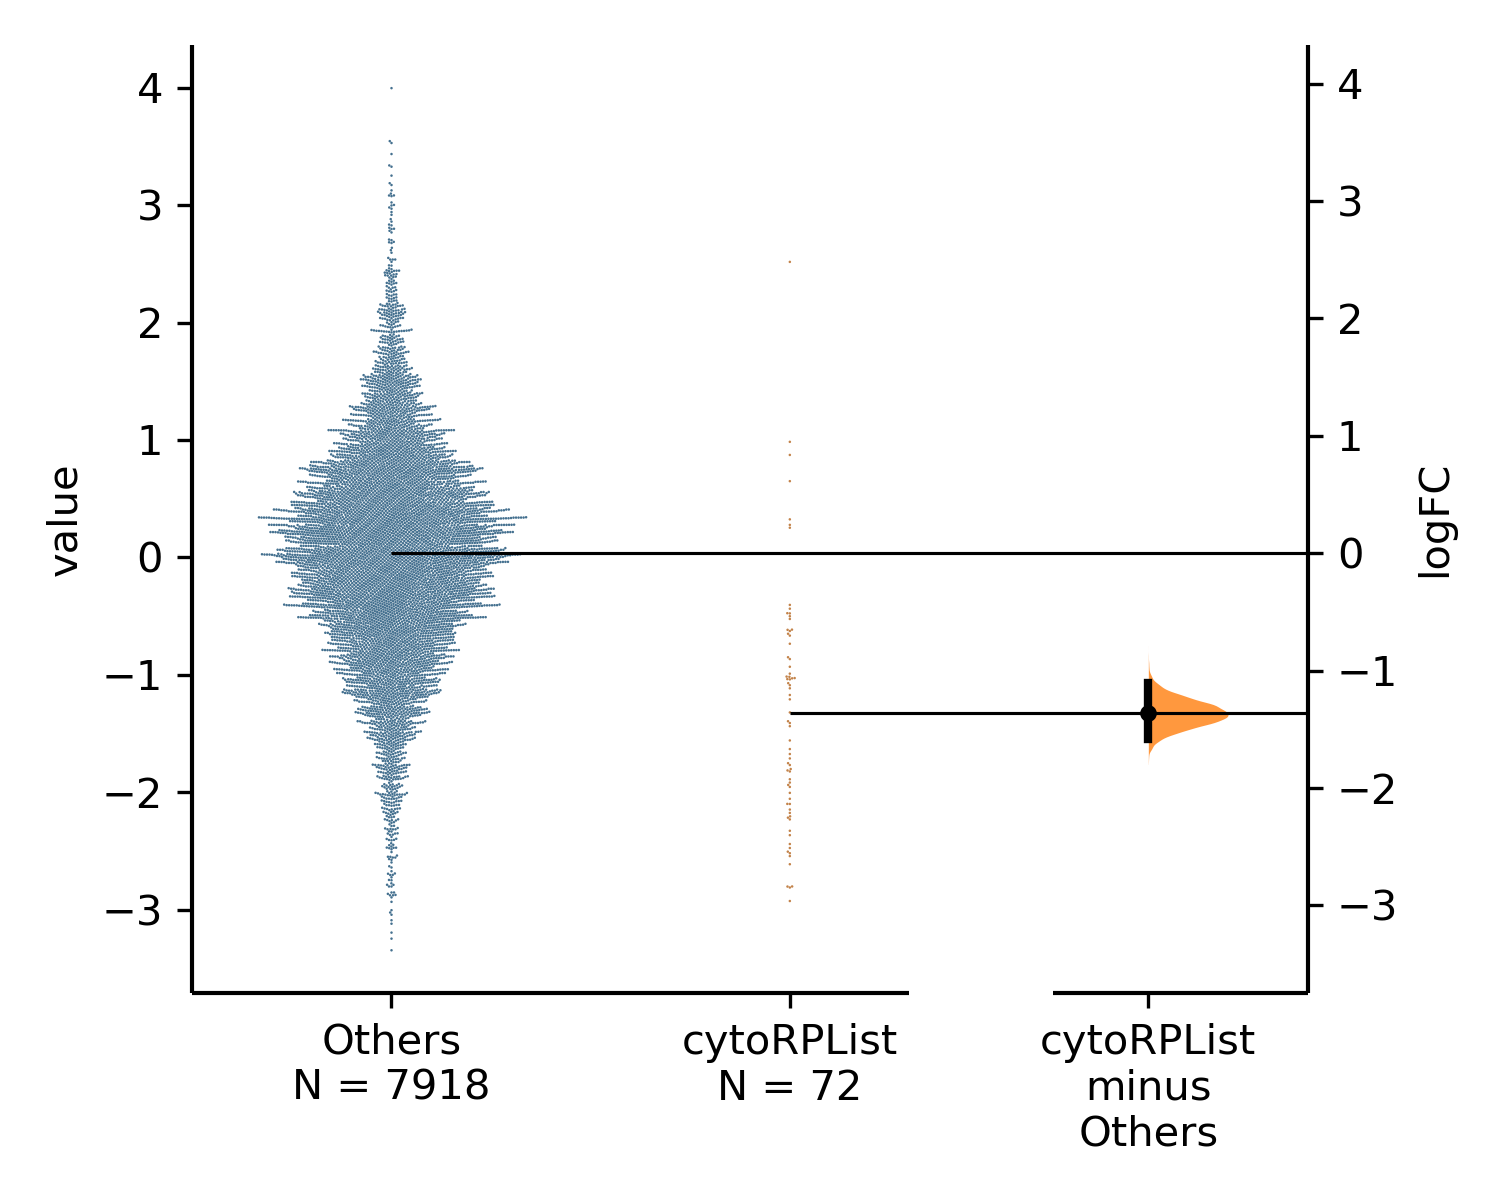 value
4
3
2
1
0
−1
−2
−3
4
3
2
1
0
−1
−2
−3
logFC
Others
N = 7918
cytoRPList
N = 72
cytoRPList
minus
Others